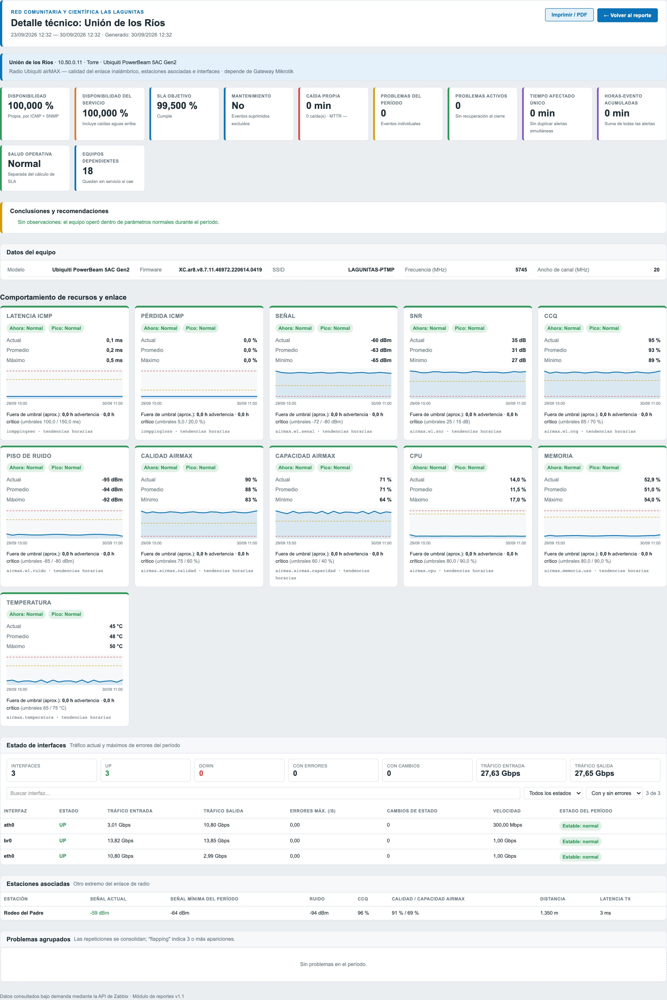 RED COMUNITARIA Y CIENTÍFICA LAS LAGUNITAS
Detalle técnico: Unión de los Ríos
23/09/2026 12:32 — 30/09/2026 12:32 · Generado: 30/09/2026 12:32
Imprimir / PDF
← Volver al reporte
Unión de los Ríos · 10.50.0.11 · Torre · Ubiquiti PowerBeam 5AC Gen2
Radio Ubiquiti airMAX — calidad del enlace inalámbrico, estaciones asociadas e interfaces · depende de Gateway Mikrotik
DISPONIBILIDAD
100,000 %
Propia, por ICMP + SNMP
DISPONIBILIDAD DEL
SERVICIO
100,000 %
Incluye caídas aguas arriba
SLA OBJETIVO
99,500 %
Cumple
MANTENIMIENTO
No
Eventos suprimidos
excluidos
CAÍDA PROPIA
0 min
0 caída(s) · MTTR —
PROBLEMAS DEL
PERÍODO
0
Eventos individuales
PROBLEMAS ACTIVOS
0
Sin recuperación al cierre
TIEMPO AFECTADO
ÚNICO
0 min
Sin duplicar alertas
simultáneas
HORAS-EVENTO
ACUMULADAS
0 min
Suma de todas las alertas
SALUD OPERATIVA
Normal
Separada del cálculo de
SLA
EQUIPOS
DEPENDIENTES
18
Quedan sin servicio si cae
Conclusiones y recomendaciones
Sin observaciones: el equipo operó dentro de parámetros normales durante el período.
Datos del equipo
Modelo Ubiquiti PowerBeam 5AC Gen2
Firmware XC.ar8.v8.7.11.46972.220614.0419
SSID LAGUNITAS-PTMP
Frecuencia (MHz) 5745
Ancho de canal (MHz) 20
Comportamiento de recursos y enlace
LATENCIA ICMP
Ahora: Normal Pico: Normal
Actual 0,1 ms
Promedio 0,2 ms
Máximo 0,5 ms
29/09 15:00 30/09 11:00
Fuera de umbral (aprox.): 0,0 h advertencia · 0,0 h
crítico (umbrales 100,0 / 150,0 ms)
icmppingsec · tendencias horarias
PÉRDIDA ICMP
Ahora: Normal Pico: Normal
Actual 0,0 %
Promedio 0,0 %
Máximo 0,0 %
29/09 15:00 30/09 11:00
Fuera de umbral (aprox.): 0,0 h advertencia · 0,0 h
crítico (umbrales 5,0 / 20,0 %)
icmppingloss · tendencias horarias
SEÑAL
Ahora: Normal Pico: Normal
Actual -60 dBm
Promedio -63 dBm
Mínimo -65 dBm
29/09 15:00 30/09 11:00
Fuera de umbral (aprox.): 0,0 h advertencia · 0,0 h
crítico (umbrales -72 / -80 dBm)
airmax.wl.senal · tendencias horarias
SNR
Ahora: Normal Pico: Normal
Actual 35 dB
Promedio 31 dB
Mínimo 27 dB
29/09 15:00 30/09 11:00
Fuera de umbral (aprox.): 0,0 h advertencia · 0,0 h
crítico (umbrales 25 / 15 dB)
airmax.wl.snr · tendencias horarias
CCQ
Ahora: Normal Pico: Normal
Actual 95 %
Promedio 93 %
Mínimo 89 %
29/09 15:00 30/09 11:00
Fuera de umbral (aprox.): 0,0 h advertencia · 0,0 h
crítico (umbrales 85 / 70 %)
airmax.wl.ccq · tendencias horarias
PISO DE RUIDO
Ahora: Normal Pico: Normal
Actual -95 dBm
Promedio -94 dBm
Máximo -92 dBm
29/09 15:00 30/09 11:00
Fuera de umbral (aprox.): 0,0 h advertencia · 0,0 h
crítico (umbrales -85 / -80 dBm)
airmax.wl.ruido · tendencias horarias
CALIDAD AIRMAX
Ahora: Normal Pico: Normal
Actual 90 %
Promedio 88 %
Mínimo 83 %
29/09 15:00 30/09 11:00
Fuera de umbral (aprox.): 0,0 h advertencia · 0,0 h
crítico (umbrales 75 / 60 %)
airmax.airmax.calidad · tendencias horarias
CAPACIDAD AIRMAX
Ahora: Normal Pico: Normal
Actual 71 %
Promedio 71 %
Mínimo 64 %
29/09 15:00 30/09 11:00
Fuera de umbral (aprox.): 0,0 h advertencia · 0,0 h
crítico (umbrales 60 / 40 %)
airmax.airmax.capacidad · tendencias
horarias
CPU
Ahora: Normal Pico: Normal
Actual 14,0 %
Promedio 11,5 %
Máximo 17,0 %
29/09 15:00 30/09 11:00
Fuera de umbral (aprox.): 0,0 h advertencia · 0,0 h
crítico (umbrales 80,0 / 90,0 %)
airmax.cpu · tendencias horarias
MEMORIA
Ahora: Normal Pico: Normal
Actual 52,9 %
Promedio 51,0 %
Máximo 54,0 %
29/09 15:00 30/09 11:00
Fuera de umbral (aprox.): 0,0 h advertencia · 0,0 h
crítico (umbrales 80,0 / 90,0 %)
airmax.memoria.uso · tendencias horarias
TEMPERATURA
Ahora: Normal Pico: Normal
Actual 45 °C
Promedio 48 °C
Máximo 50 °C
29/09 15:00 30/09 11:00
Fuera de umbral (aprox.): 0,0 h advertencia · 0,0 h
crítico (umbrales 65 / 75 °C)
airmax.temperatura · tendencias horarias
Estado de interfaces Tráfico actual y máximos de errores del período
INTERFACES
3
UP
3
DOWN
0
CON ERRORES
0
CON CAMBIOS
0
TRÁFICO ENTRADA
27,63 Gbps
TRÁFICO SALIDA
27,65 Gbps
Buscar interfaz… Todos los estados Con y sin errores 3 de 3
INTERFAZ ESTADO TRÁFICO ENTRADA TRÁFICO SALIDA ERRORES MÁX. (/S) CAMBIOS DE ESTADO VELOCIDAD ESTADO DEL PERÍODO
ath0 UP 3,01 Gbps 10,80 Gbps 0,00 0 300,00 Mbps Estable: normal
br0 UP 13,82 Gbps 13,85 Gbps 0,00 0 1,00 Gbps Estable: normal
eth0 UP 10,80 Gbps 2,99 Gbps 0,00 0 1,00 Gbps Estable: normal
Estaciones asociadas Otro extremo del enlace de radio
ESTACIÓN SEÑAL ACTUAL SEÑAL MÍNIMA DEL PERÍODO RUIDO CCQ CALIDAD / CAPACIDAD AIRMAX DISTANCIA LATENCIA TX
Rodeo del Padre -59 dBm -64 dBm -94 dBm 96 % 91 % / 69 % 1.350 m 3 ms
Problemas agrupados Las repeticiones se consolidan; "flapping" indica 3 o más apariciones.
Sin problemas en el período.
Datos consultados bajo demanda mediante la API de Zabbix · Módulo de reportes v1.1